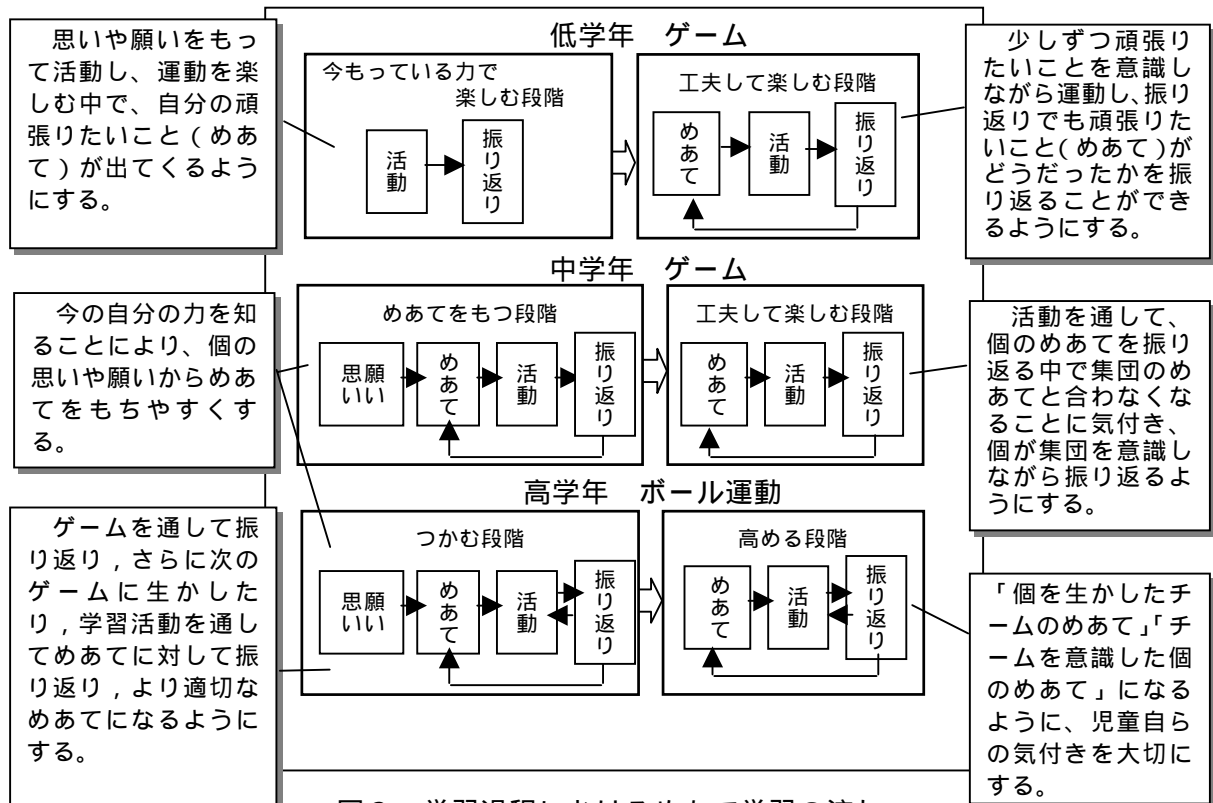 低学年　ゲーム
思いや願いをもっ
て活動し、運動を楽
しむ中で、自分の頑
張りたいこと（めあ
て）が出てくるよう
にする。
今もっている力で
楽しむ段階
活動
振り返り
工夫して楽しむ段階
めあて
活動
振り返り
少しずつ頑張り
たいことを意識し
ながら運動し、振り
返りでも頑張りた
いこと（めあて）が
どうだったかを振
り返ることができ
るようにする。
中学年　ゲーム
今の自分の力を知
ることにより、個の
思いや願いからめあ
てをもちやすくす
る。
めあてをもつ段階
思い
願い
めあて
活動
振り返り
工夫して楽しむ段階
めあて
活動
振り返り
活動を通して、
個のめあてを振り
返る中で集団のめ
あてと合わなくな
ることに気付き、
個が集団を意識し
ながら振り返るよ
うにする。
高学年　ボール運動
ゲームを通して振
り返り，さらに次の
ゲームに生かした
り，学習活動を通し
てめあてに対して振
り返り，より適切な
めあてになるように
する。
つかむ段階
思い
願い
めあて
活動
振り返り
高める段階
めあて
活動
振り返り
「個を生かしたチ
ームのめあて」「チ
ームを意識した個
のめあて」になる
ように、児童自ら
の気付きを大切に
する。